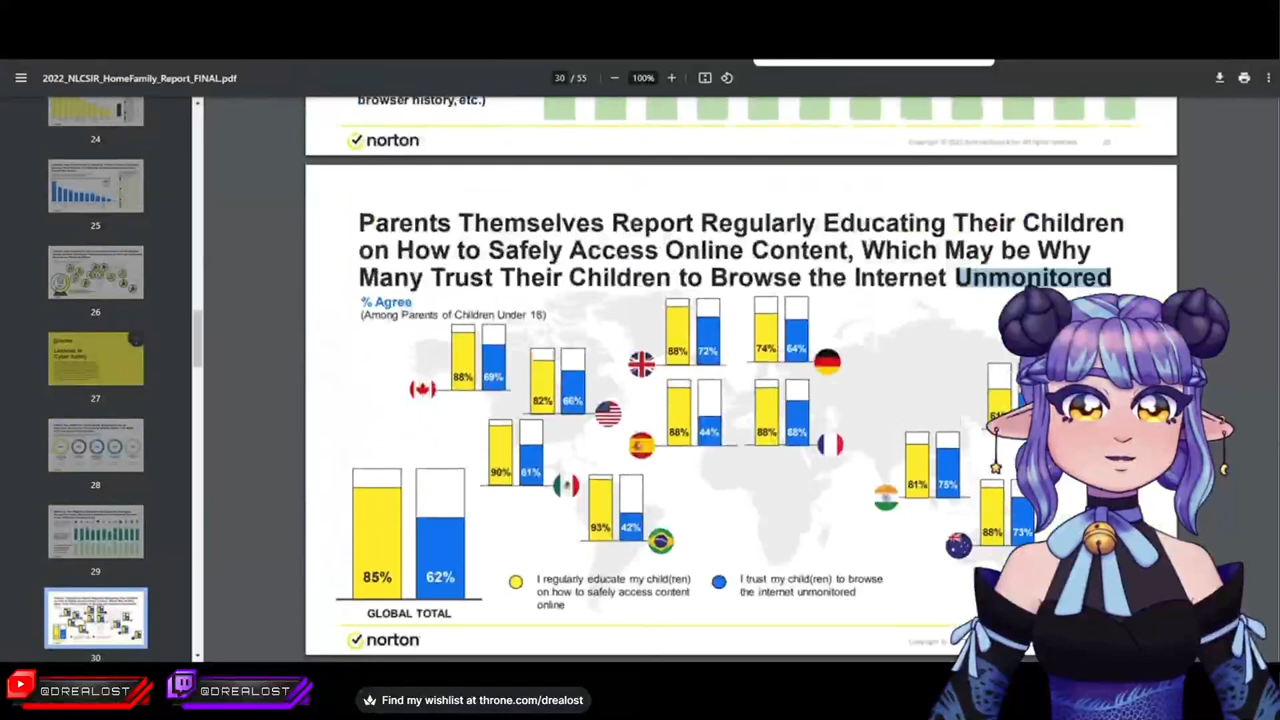 2022_NLCSIR_HomeFamily_Report_FINAL.pdf
30 / 55
100%
24
25
26
27
28
29
30
browser history, etc.)
norton
Parents Themselves Report Regularly Educating Their Children
on How to Safely Access Online Content, Which May be Why
Many Trust Their Children to Browse the Internet Unmonitored
% Agree
(Among Parents of Children Under 18)
88% 69%
82% 66%
88% 72%
74% 64%
90% 61%
88% 44%
88% 68%
93% 42%
81% 75%
88% 73%
85% 62%
GLOBAL TOTAL
I regularly educate my child(ren)
on how to safely access content
online
I trust my child(ren) to browse
the internet unmonitored
norton
@DREALOST
@DREALOST
Find my wishlist at throne.com/drealost